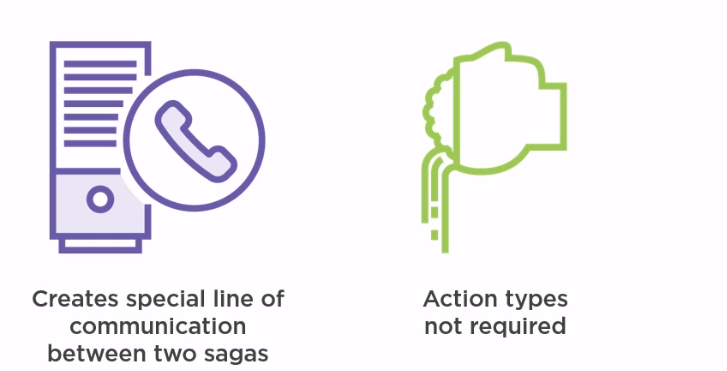 Creates special line of
communication
between two sagas
Action types
not required